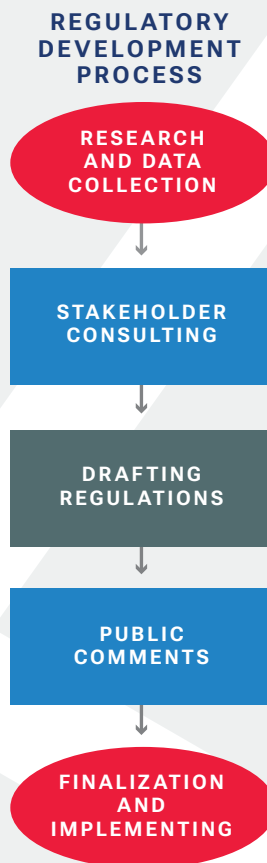 REGULATORY
DEVELOPMENT
PROCESS
RESEARCH
AND DATA
COLLECTION
STAKEHOLDER
CONSULTING
DRAFTING
REGULATIONS
PUBLIC
COMMENTS
FINALIZATION
AND
IMPLEMENTING